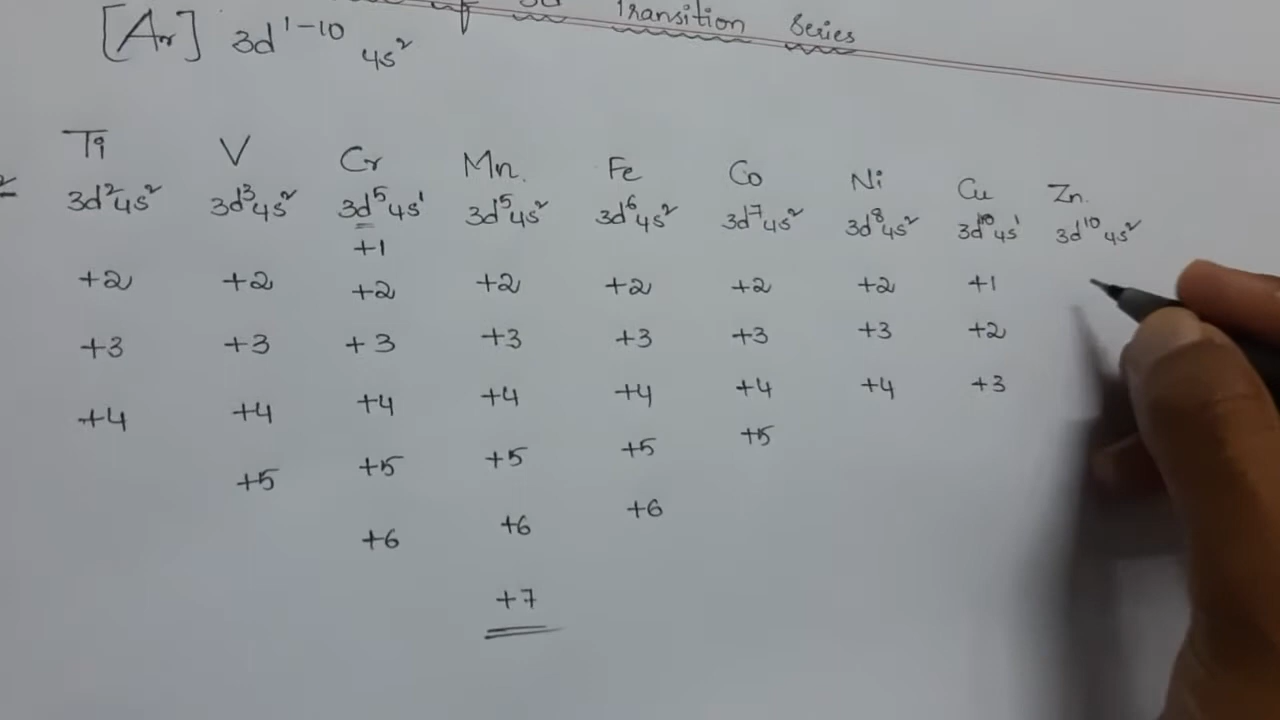 Transition Series
[Ar] 3d¹⁻¹⁰ 4s²
Ti V Cr Mn. Fe Co Ni Cu Zn.
3d²4s² 3d³4s² 3d⁵4s¹ 3d⁵4s² 3d⁶4s² 3d⁷4s² 3d⁸4s² 3d¹⁰4s¹ 3d¹⁰4s²
+1
+2 +2 +2 +2 +2 +2 +2 +1
+3 +3 +3 +3 +3 +3 +3 +2
+4 +4 +4 +4 +4 +4 +4 +3
+5 +5 +5 +5 +5
+6 +6 +6
+7